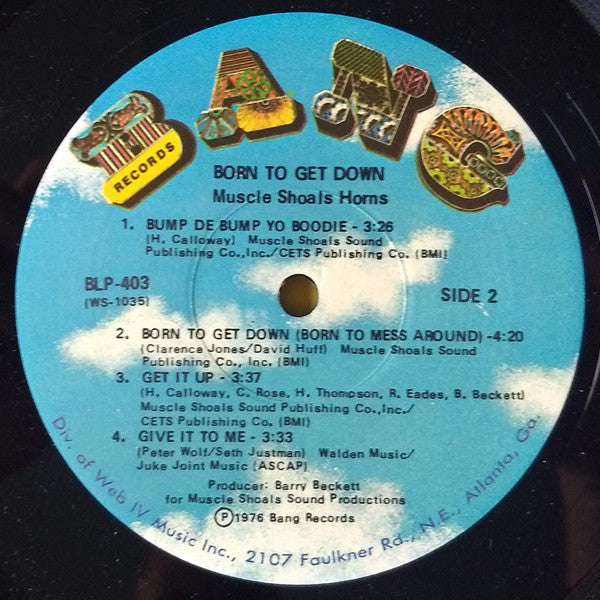 BANG
RECORDS
BORN TO GET DOWN
Muscle Shoals Horns
1. BUMP DE BUMP YO BOODIE - 3:26
(H. Calloway) Muscle Shoals Sound
Publishing Co.,Inc./CETS Publishing Co. (BMI)
BLP-403
(WS-1035)
SIDE 2
2. BORN TO GET DOWN (BORN TO MESS AROUND) -4:20
(Clarence Jones/David Huff) Muscle Shoals Sound
Publishing Co., Inc. (BMI)
3. GET IT UP - 3:37
(H. Calloway, C. Rose, H. Thompson, R. Eades, B. Beckett)
Muscle Shoals Sound Publishing Co., Inc./
CETS Publishing Co. (BMI)
4. GIVE IT TO ME - 3:33
(Peter Wolf/Seth Justman) Walden Music/
Juke Joint Music (ASCAP)
Producer: Barry Beckett
for Muscle Shoals Sound Productions
℗1976 Bang Records
Div. of Web IV Music Inc., 2107 Faulkner Rd., N.E., Atlanta, Ga.